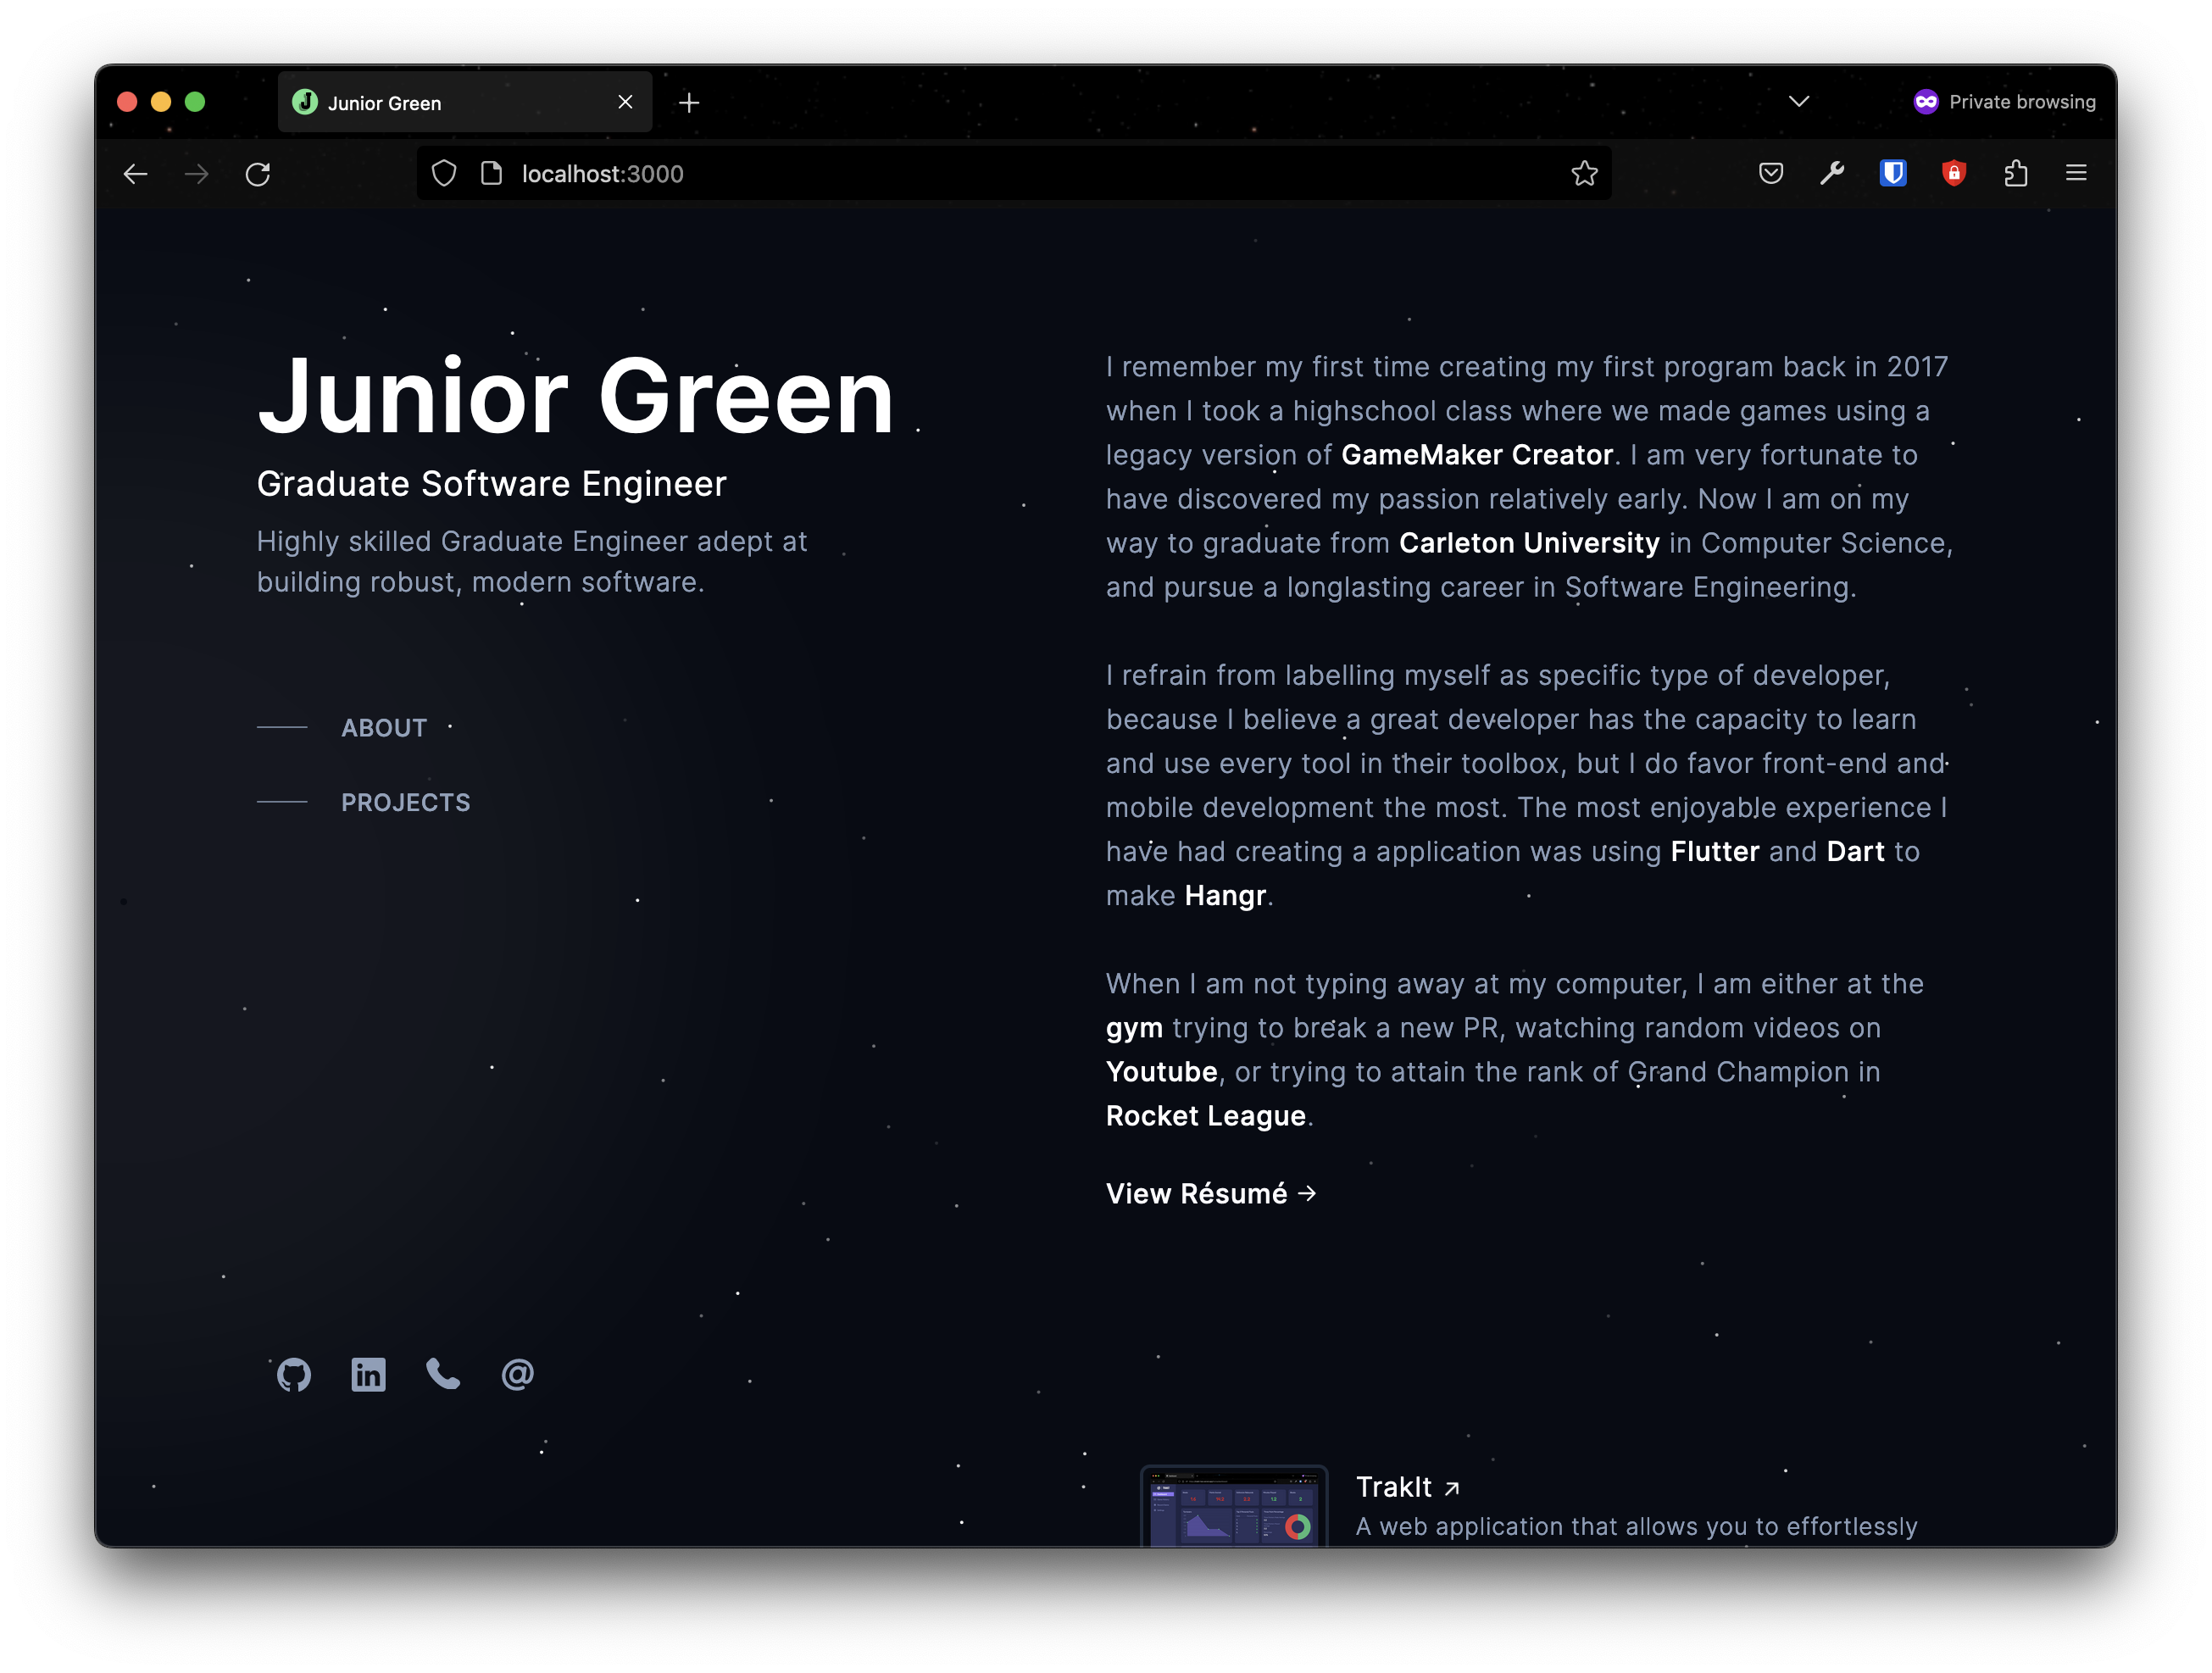 Junior Green
Private browsing
localhost:3000
Junior Green
Graduate Software Engineer
Highly skilled Graduate Engineer adept at
building robust, modern software.
ABOUT
PROJECTS
I remember my first time creating my first program back in 2017
when I took a highschool class where we made games using a
legacy version of GameMaker Creator. I am very fortunate to
have discovered my passion relatively early. Now I am on my
way to graduate from Carleton University in Computer Science,
and pursue a longlasting career in Software Engineering.
I refrain from labelling myself as specific type of developer,
because I believe a great developer has the capacity to learn
and use every tool in their toolbox, but I do favor front-end and
mobile development the most. The most enjoyable experience I
have had creating a application was using Flutter and Dart to
make Hangr.
When I am not typing away at my computer, I am either at the
gym trying to break a new PR, watching random videos on
Youtube, or trying to attain the rank of Grand Champion in
Rocket League.
View Résumé →
TrakIt ↗
A web application that allows you to effortlessly